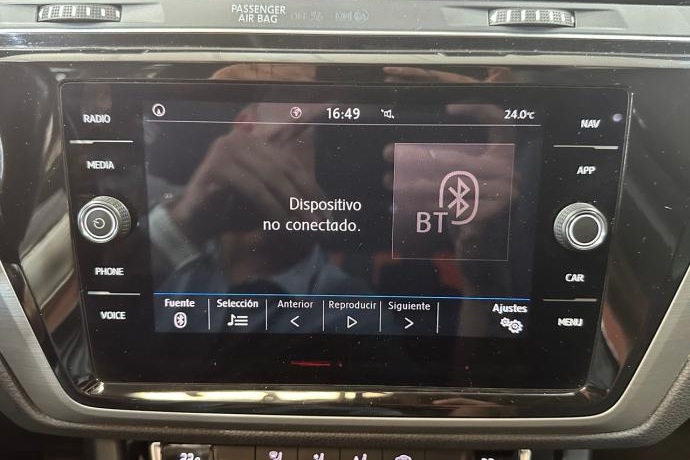 PASSENGER
AIR BAG
RADIO
MEDIA
PHONE
VOICE
16:49
24.0°C
Dispositivo
no conectado.
BT
Fuente
Selección
Anterior
Reproducir
Siguiente
Ajustes
NAV
APP
CAR
MENU